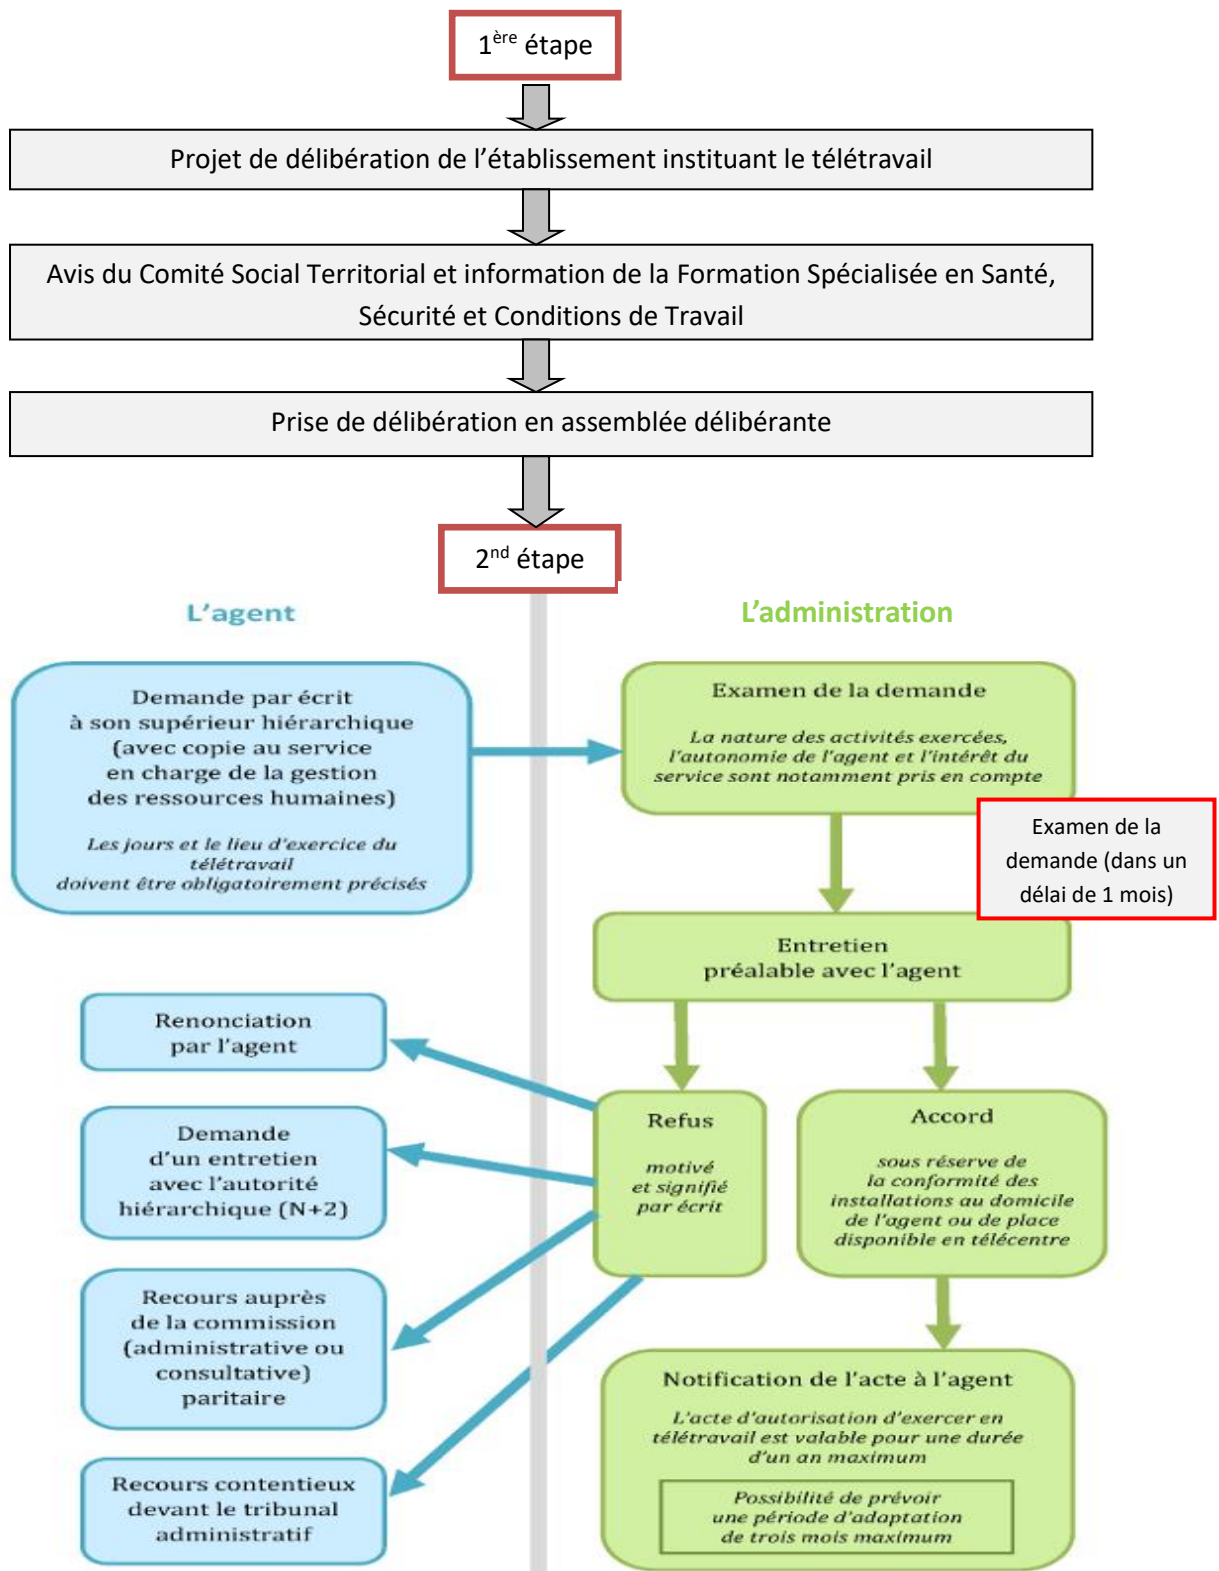 1ère étape
Projet de délibération de l'établissement instituant le télétravail
Avis du Comité Social Territorial et information de la Formation Spécialisée en Santé,
Sécurité et Conditions de Travail
Prise de délibération en assemblée délibérante
2nd étape
L'agent
L'administration
Demande par écrit
à son supérieur hiérarchique
(avec copie au service
en charge de la gestion
des ressources humaines)
Les jours et le lieu d'exercice du
télétravail
doivent être obligatoirement précisés
Examen de la demande
La nature des activités exercées,
l'autonomie de l'agent et l'intérêt du
service sont notamment pris en compte
Examen de la
demande (dans un
délai de 1 mois)
Entretien
préalable avec l'agent
Renonciation
par l'agent
Demande
d'un entretien
avec l'autorité
hiérarchique (N+2)
Recours auprès
de la commission
(administrative ou
consultative)
paritaire
Recours contentieux
devant le tribunal
administratif
Refus
motivé
et signifié
par écrit
Accord
sous réserve de
la conformité des
installations au domicile
de l'agent ou de place
disponible en télécentre
Notification de l'acte à l'agent
L'acte d'autorisation d'exercer en
télétravail est valable pour une durée
d'un an maximum
Possibilité de prévoir
une période d'adaptation
de trois mois maximum